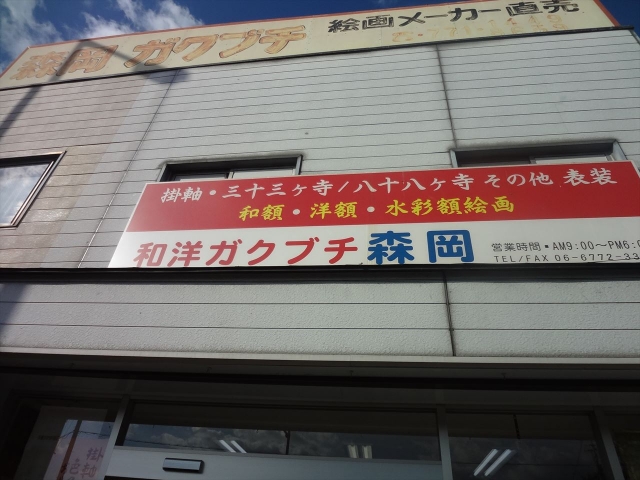 森岡 ガクブチ 絵画メーカー直売
掛軸・三十三ヶ寺/八十八ヶ寺 その他 表装
和額・洋額・水彩額絵画
和洋ガクブチ 森岡
営業時間・AM9:00〜PM6:0
TEL/FAX 06-6772-33